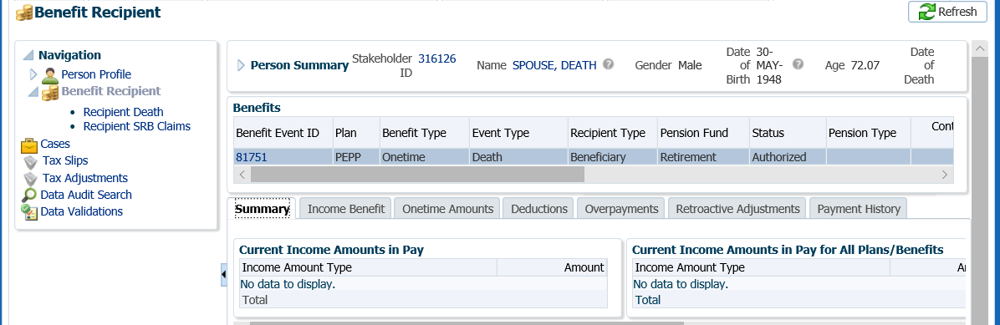 Benefit Recipient
Refresh
Navigation
Person Profile
Benefit Recipient
Recipient Death
Recipient SRB Claims
Cases
Tax Slips
Tax Adjustments
Data Audit Search
Data Validations
Person Summary Stakeholder ID 316126 Name SPOUSE, DEATH Gender Male Date of Birth 30-MAY-1948 Age 72.07 Date of Death
Benefits
Benefit Event ID Plan Benefit Type Event Type Recipient Type Pension Fund Status Pension Type Cont
81751 PEPP Onetime Death Beneficiary Retirement Authorized
Summary Income Benefit Onetime Amounts Deductions Overpayments Retroactive Adjustments Payment History
Current Income Amounts in Pay
Income Amount Type Amount
No data to display.
Total
Current Income Amounts in Pay for All Plans/Benefits
Income Amount Type
No data to display.
Total